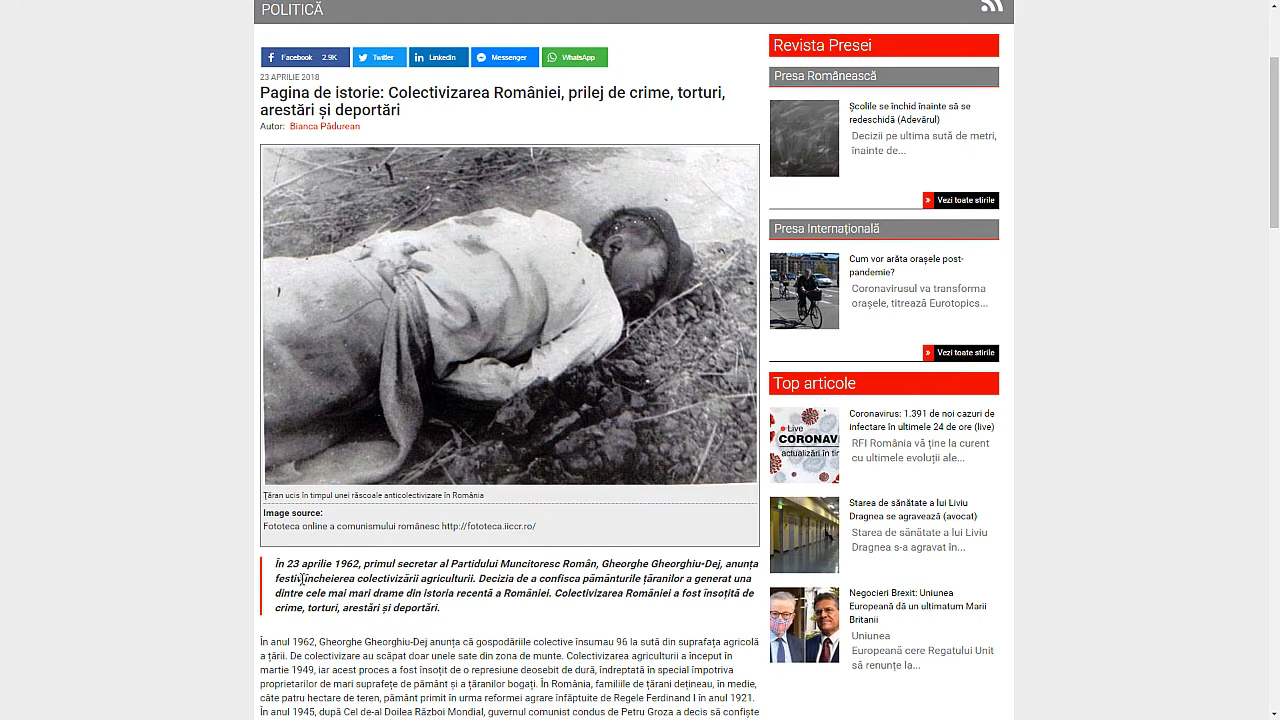 POLITICĂ
Facebook 2.9K
Twitter
LinkedIn
Messenger
WhatsApp
23 APRILIE 2018
Pagina de istorie: Colectivizarea României, prilej de crime, torturi,
arestări și deportări
Autor: Bianca Pădurean
Țăran ucis în timpul unei răscoale anticolectivizare în România
Image source:
Fototeca online a comunismului românesc http://fototeca.iiccr.ro/
În 23 aprilie 1962, primul secretar al Partidului Muncitoresc Român, Gheorghe Gheorghiu-Dej, anunța
festiv încheierea colectivizării agriculturii. Decizia de a confisca pământurile țăranilor a generat una
dintre cele mai mari drame din istoria recentă a României. Colectivizarea României a fost însoțită de
crime, torturi, arestări și deportări.
În anul 1962, Gheorghe Gheorghiu-Dej anunța că gospodăriile colective însumau 96 la sută din suprafața agricolă
a țării. De colectivizare au scăpat doar unele sate din zona de munte. Colectivizarea agriculturii a început în
martie 1949, iar acest proces a fost însoțit de o represiune deosebit de dură, îndreptată în special împotriva
proprietarilor de mari suprafețe de pământ și a țăranilor bogați. În România, familiile de țărani dețineau, în medie,
câte patru hectare de teren, pământ primit în urma reformei agrare înfăptuite de Regele Ferdinand I în anul 1921.
În anul 1945, după Cel de-al Doilea Război Mondial, guvernul comunist condus de Petru Groza a decis să confiște
Revista Presei
Presa Românească
Școlile se închid înainte să se
redeschidă (Adevărul)
Decizii pe ultima sută de metri,
înainte de...
» Vezi toate stirile
Presa Internațională
Cum vor arăta orașele post-
pandemie?
Coronavirusul va transforma
orașele, titrează Eurotopics...
» Vezi toate stirile
Top articole
Live
CORONAV
actualizări în tim
Coronavirus: 1.391 de noi cazuri de
infectare în ultimele 24 de ore (live)
RFI România vă ține la curent
cu ultimele evoluții ale...
Starea de sănătate a lui Liviu
Dragnea se agravează (avocat)
Starea de sănătate a lui Liviu
Dragnea s-a agravat în...
Negocieri Brexit: Uniunea
Europeană dă un ultimatum Marii
Britanii
Uniunea
Europeană cere Regatului Unit
să renunțe la...